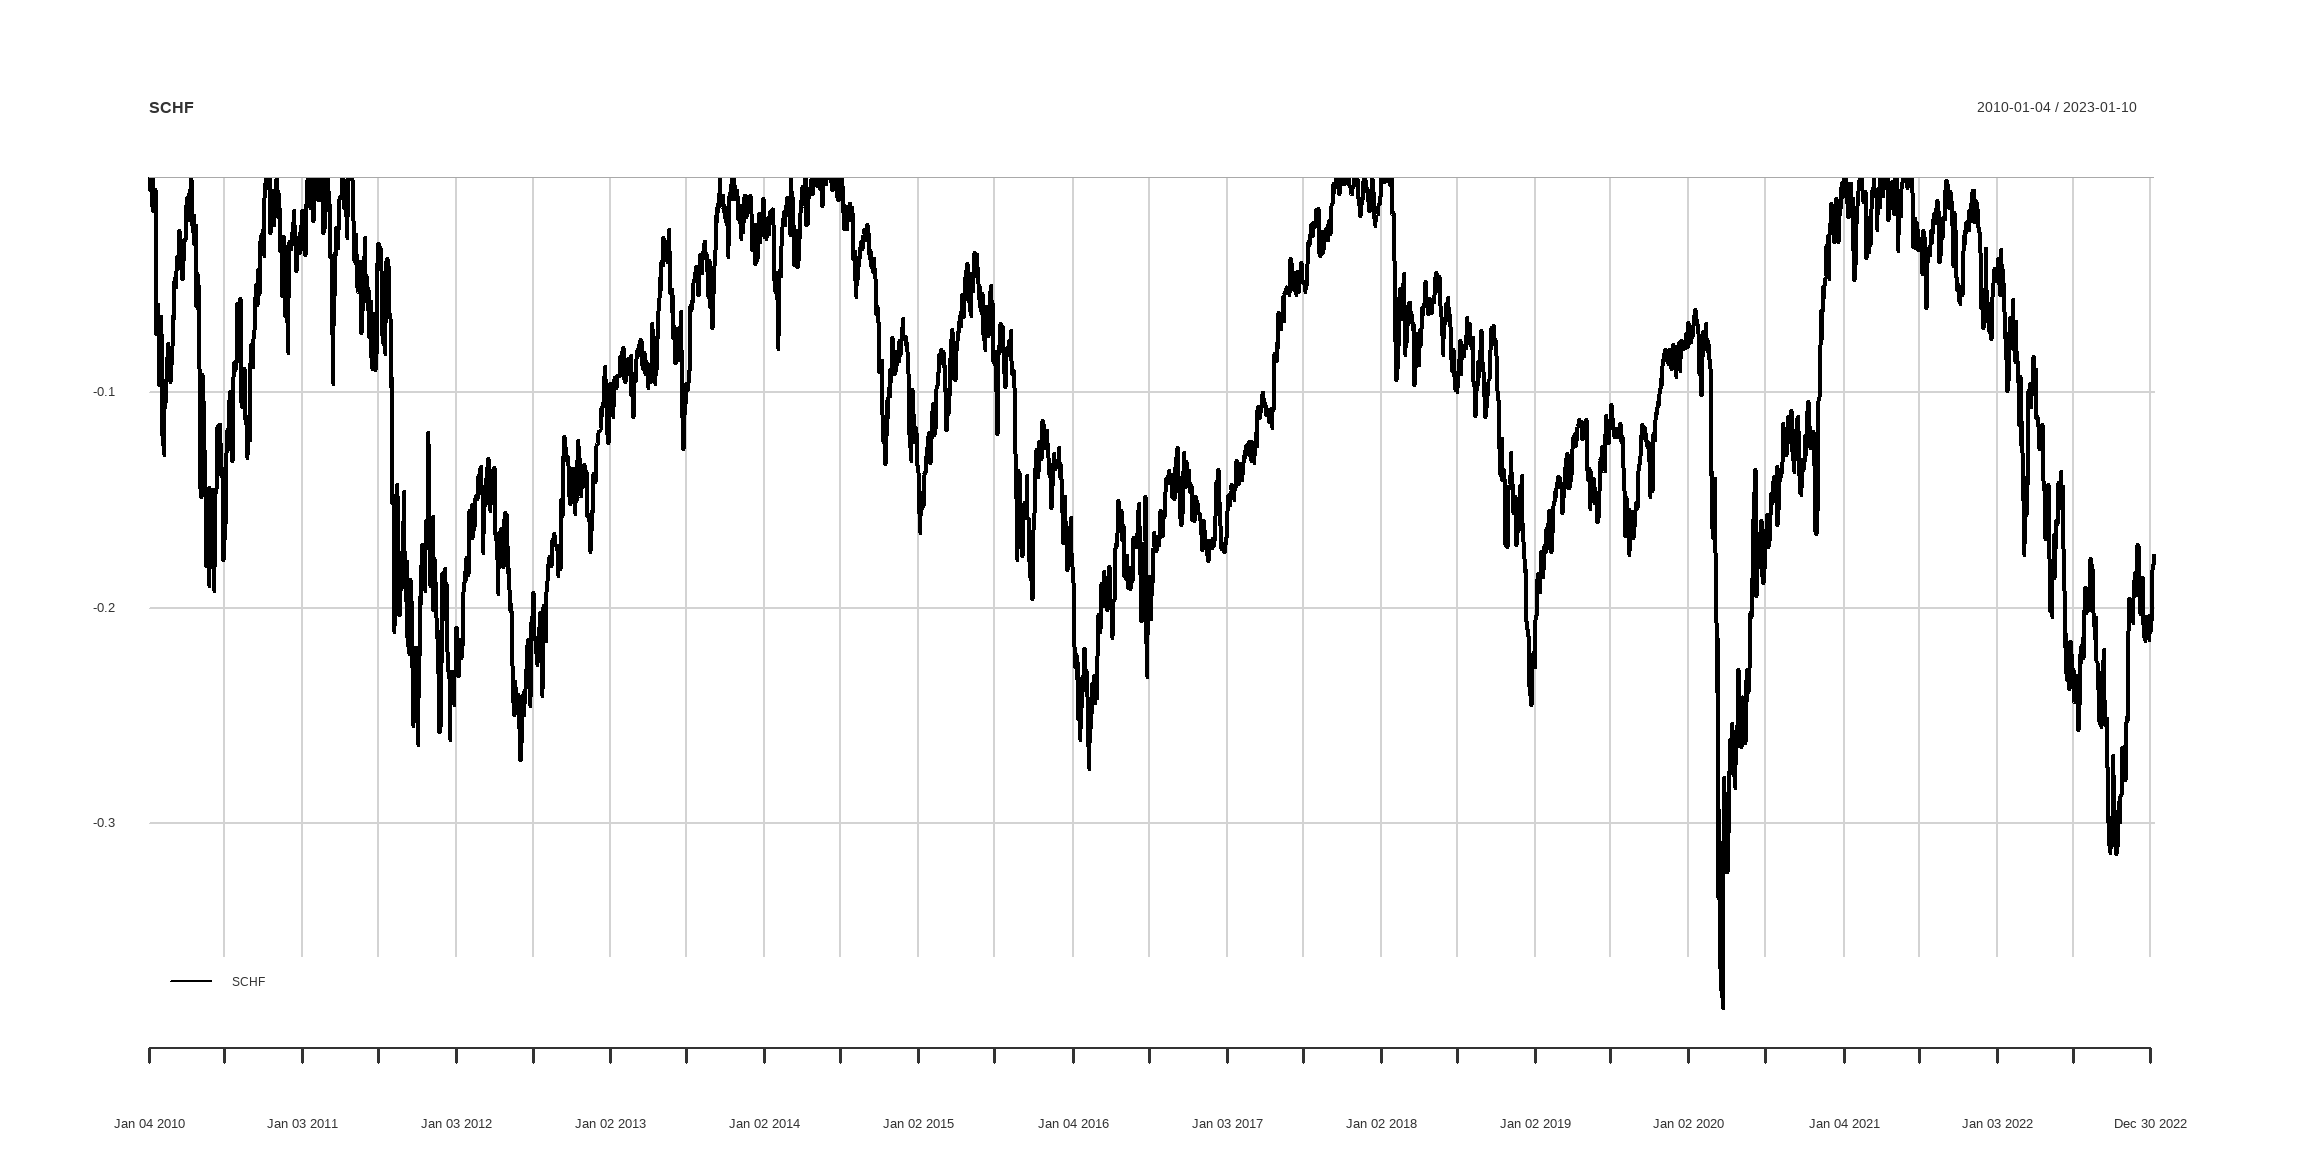 SCHF
2010-01-04 / 2023-01-10
-0.1
-0.2
-0.3
SCHF
Jan 04 2010
Jan 03 2011
Jan 03 2012
Jan 02 2013
Jan 02 2014
Jan 02 2015
Jan 04 2016
Jan 03 2017
Jan 02 2018
Jan 02 2019
Jan 02 2020
Jan 04 2021
Jan 03 2022
Dec 30 2022